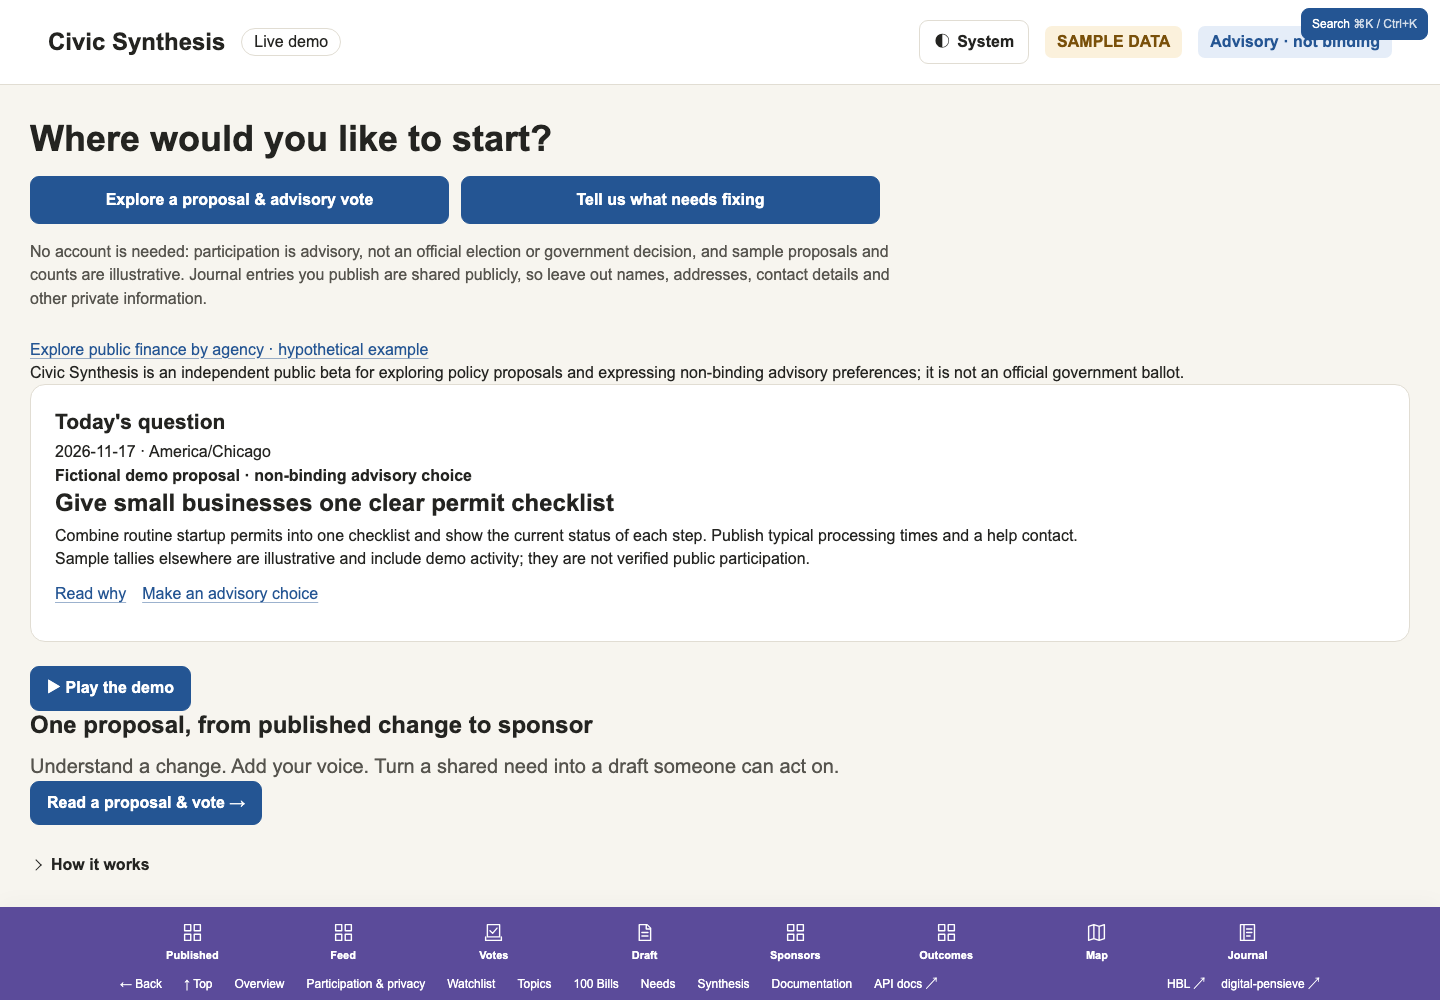 Civic Synthesis
Live demo
System
SAMPLE DATA
Advisory · not binding
Search ⌘K / Ctrl+K
Where would you like to start?
Explore a proposal & advisory vote
Tell us what needs fixing
No account is needed: participation is advisory, not an official election or government decision, and sample proposals and
counts are illustrative. Journal entries you publish are shared publicly, so leave out names, addresses, contact details and
other private information.
Explore public finance by agency · hypothetical example
Civic Synthesis is an independent public beta for exploring policy proposals and expressing non-binding advisory preferences; it is not an official government ballot.
Today's question
2026-11-17 · America/Chicago
Fictional demo proposal · non-binding advisory choice
Give small businesses one clear permit checklist
Combine routine startup permits into one checklist and show the current status of each step. Publish typical processing times and a help contact.
Sample tallies elsewhere are illustrative and include demo activity; they are not verified public participation.
Read why Make an advisory choice
▶ Play the demo
One proposal, from published change to sponsor
Understand a change. Add your voice. Turn a shared need into a draft someone can act on.
Read a proposal & vote →
How it works
Published Feed Votes Draft Sponsors Outcomes Map Journal
← Back ↑ Top Overview Participation & privacy Watchlist Topics 100 Bills Needs Synthesis Documentation API docs ↗ HBL ↗ digital-pensieve ↗